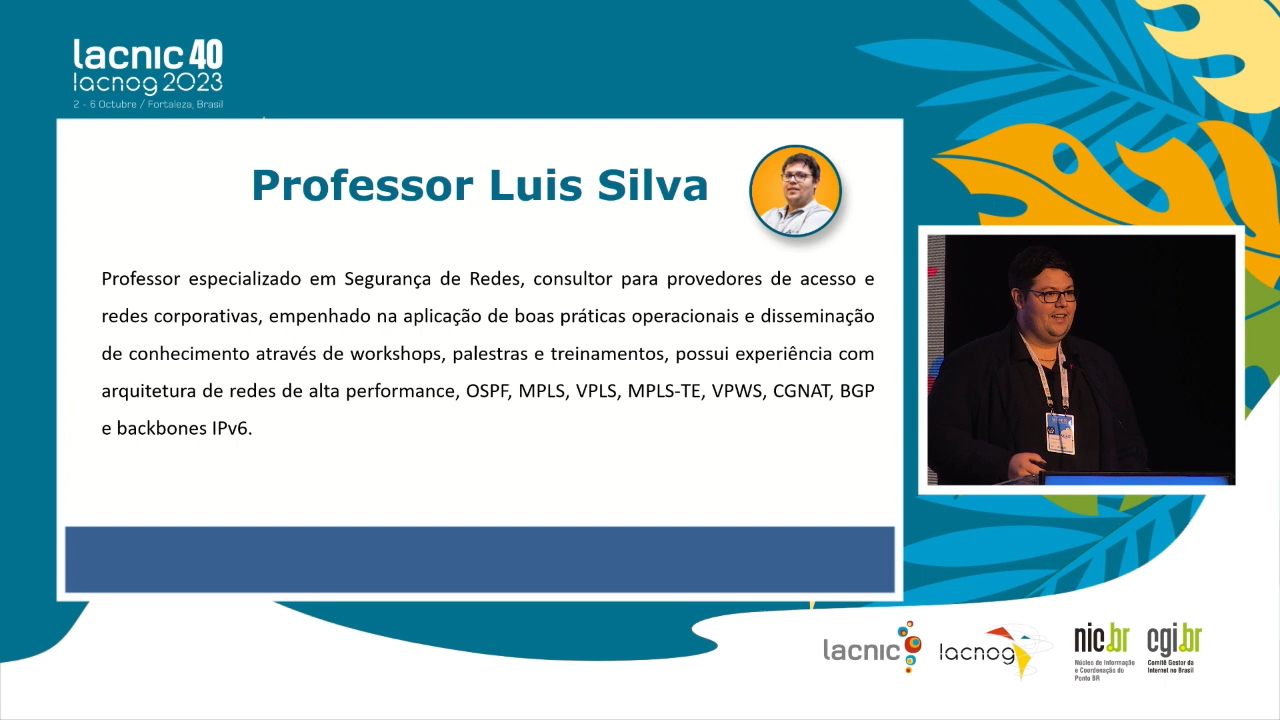 lacnic 40
lacnog 2023
2 - 6 Octubre / Fortaleza, Brasil
Professor Luis Silva
Professor especializado em Segurança de Redes, consultor para provedores de acesso e
redes corporativas, empenhado na aplicação de boas práticas operacionais e disseminação
de conhecimento através de workshops, palestras e treinamentos, possui experiência com
arquitetura de redes de alta performance, OSPF, MPLS, VPLS, MPLS-TE, VPWS, CGNAT, BGP
e backbones IPv6.
lacnic
lacnog
nic.br
Núcleo de Informação
e Coordenação do
Ponto BR
cgi.br
Comitê Gestor da
Internet no Brasil